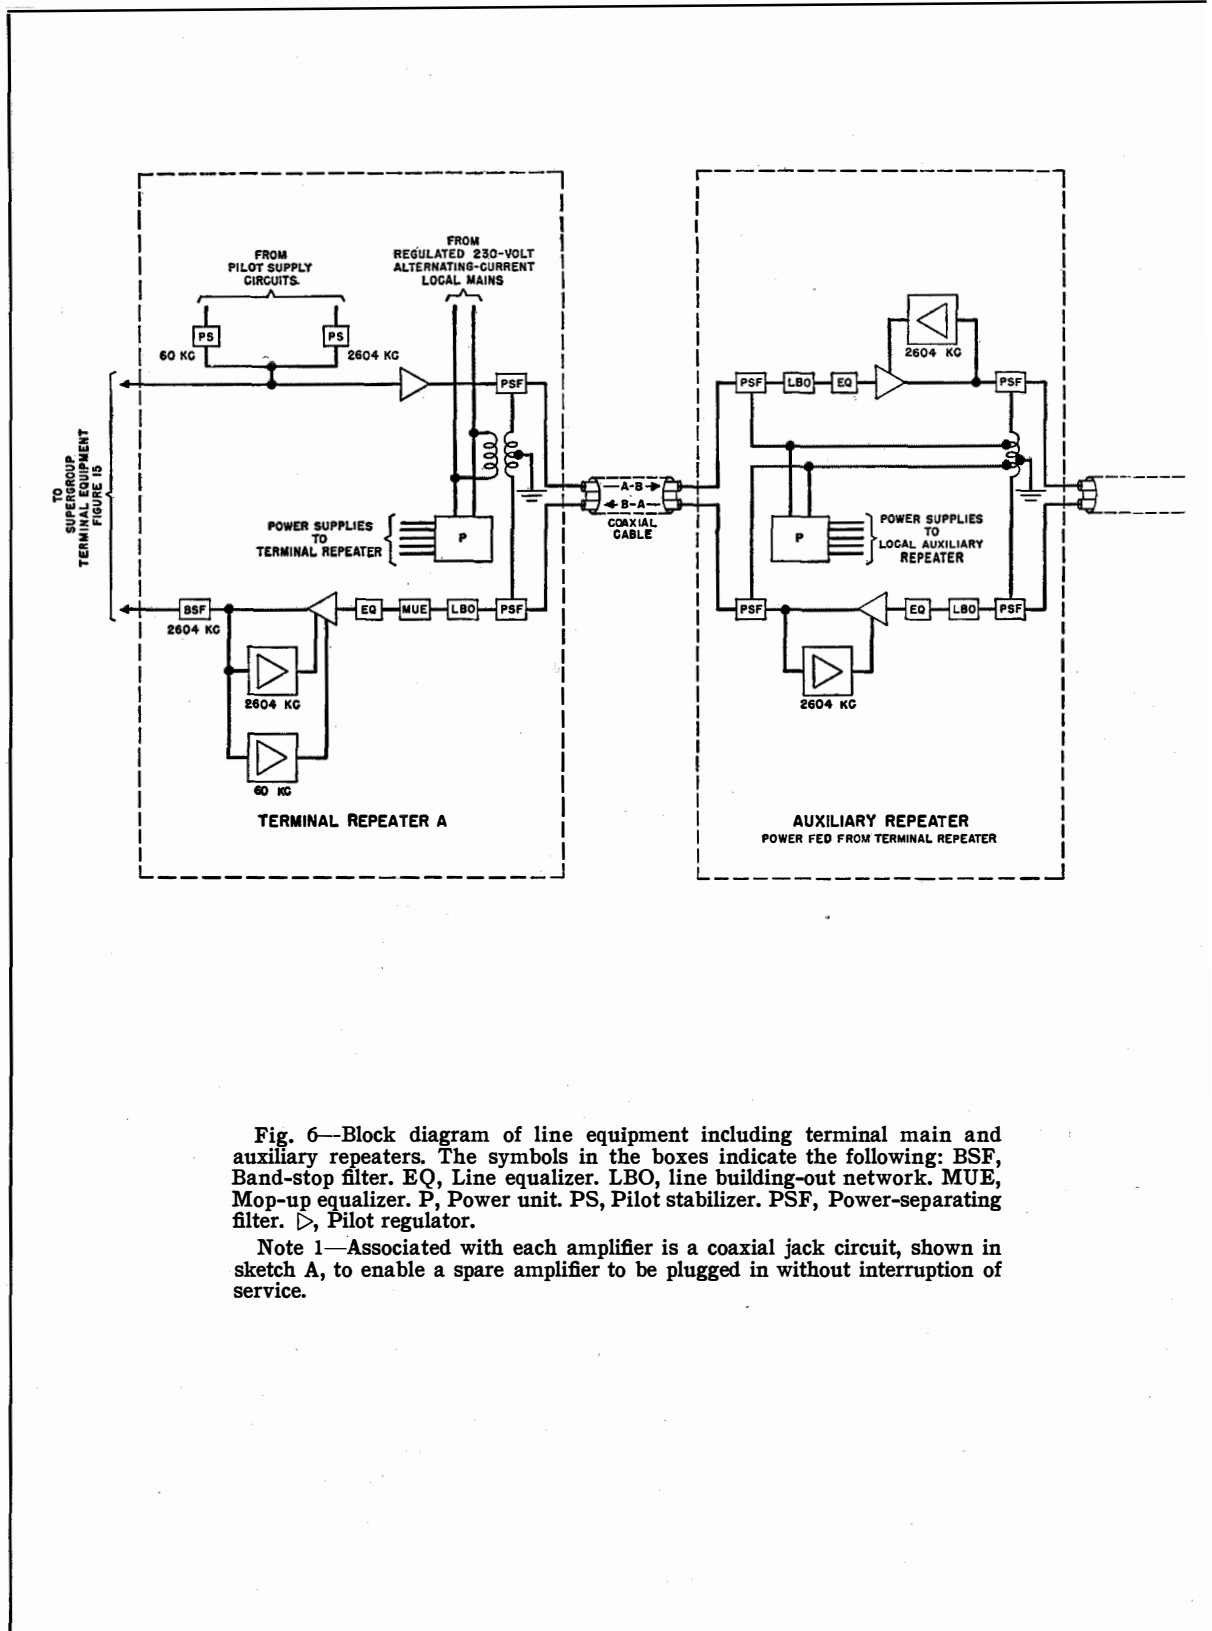 FROM
PILOT SUPPLY
CIRCUITS.
FROM
REGULATED 230-VOLT
ALTERNATING-CURRENT
LOCAL MAINS
PS
PS
60 KC
2604 KC
PSF
TO
SUPERGROUP
TERMINAL EQUIPMENT
FIGURE 15
POWER SUPPLIES
TO
TERMINAL REPEATER
P
BSF
2604 KC
EQ
MUE
LBO
PSF
2604 KC
60 KC
TERMINAL REPEATER A
A-B
B-A
COAXIAL
CABLE
2604 KC
PSF
LBO
EQ
PSF
P
POWER SUPPLIES
TO
LOCAL AUXILIARY
REPEATER
PSF
EQ
LBO
PSF
2604 KC
AUXILIARY REPEATER
POWER FED FROM TERMINAL REPEATER
Fig. 6—Block diagram of line equipment including terminal main and
auxiliary repeaters. The symbols in the boxes indicate the following: BSF,
Band-stop filter. EQ, Line equalizer. LBO, line building-out network. MUE,
Mop-up equalizer. P, Power unit. PS, Pilot stabilizer. PSF, Power-separating
filter. ▷, Pilot regulator.
Note 1—Associated with each amplifier is a coaxial jack circuit, shown in
sketch A, to enable a spare amplifier to be plugged in without interruption of
service.